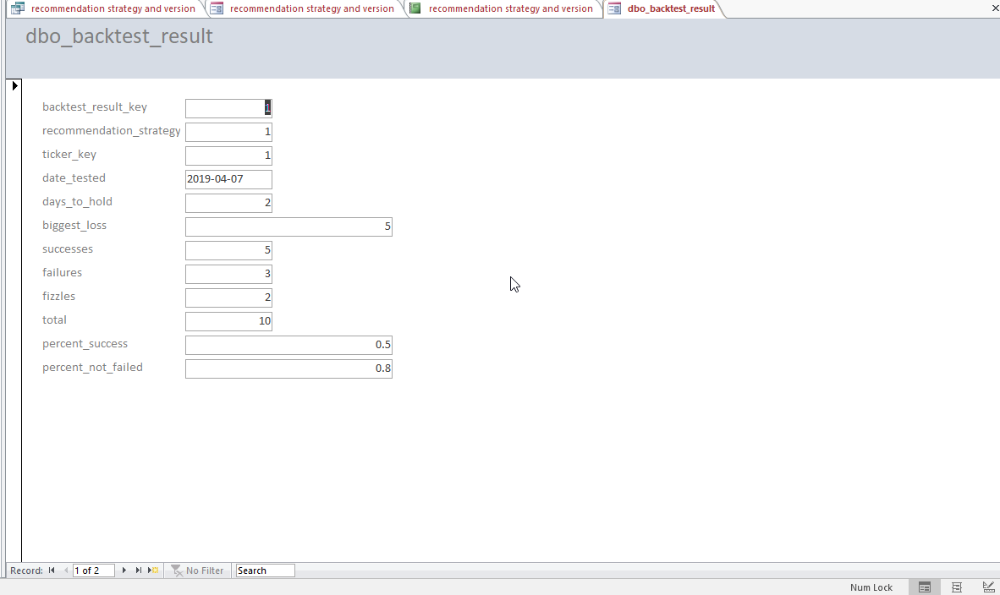 recommendation strategy and version recommendation strategy and version recommendation strategy and version dbo_backtest_result
dbo_backtest_result
backtest_result_key 1
recommendation_strategy 1
ticker_key 1
date_tested 2019-04-07
days_to_hold 2
biggest_loss 5
successes 5
failures 3
fizzles 2
total 10
percent_success 0.5
percent_not_failed 0.8
Record: 1 of 2 No Filter Search
Num Lock